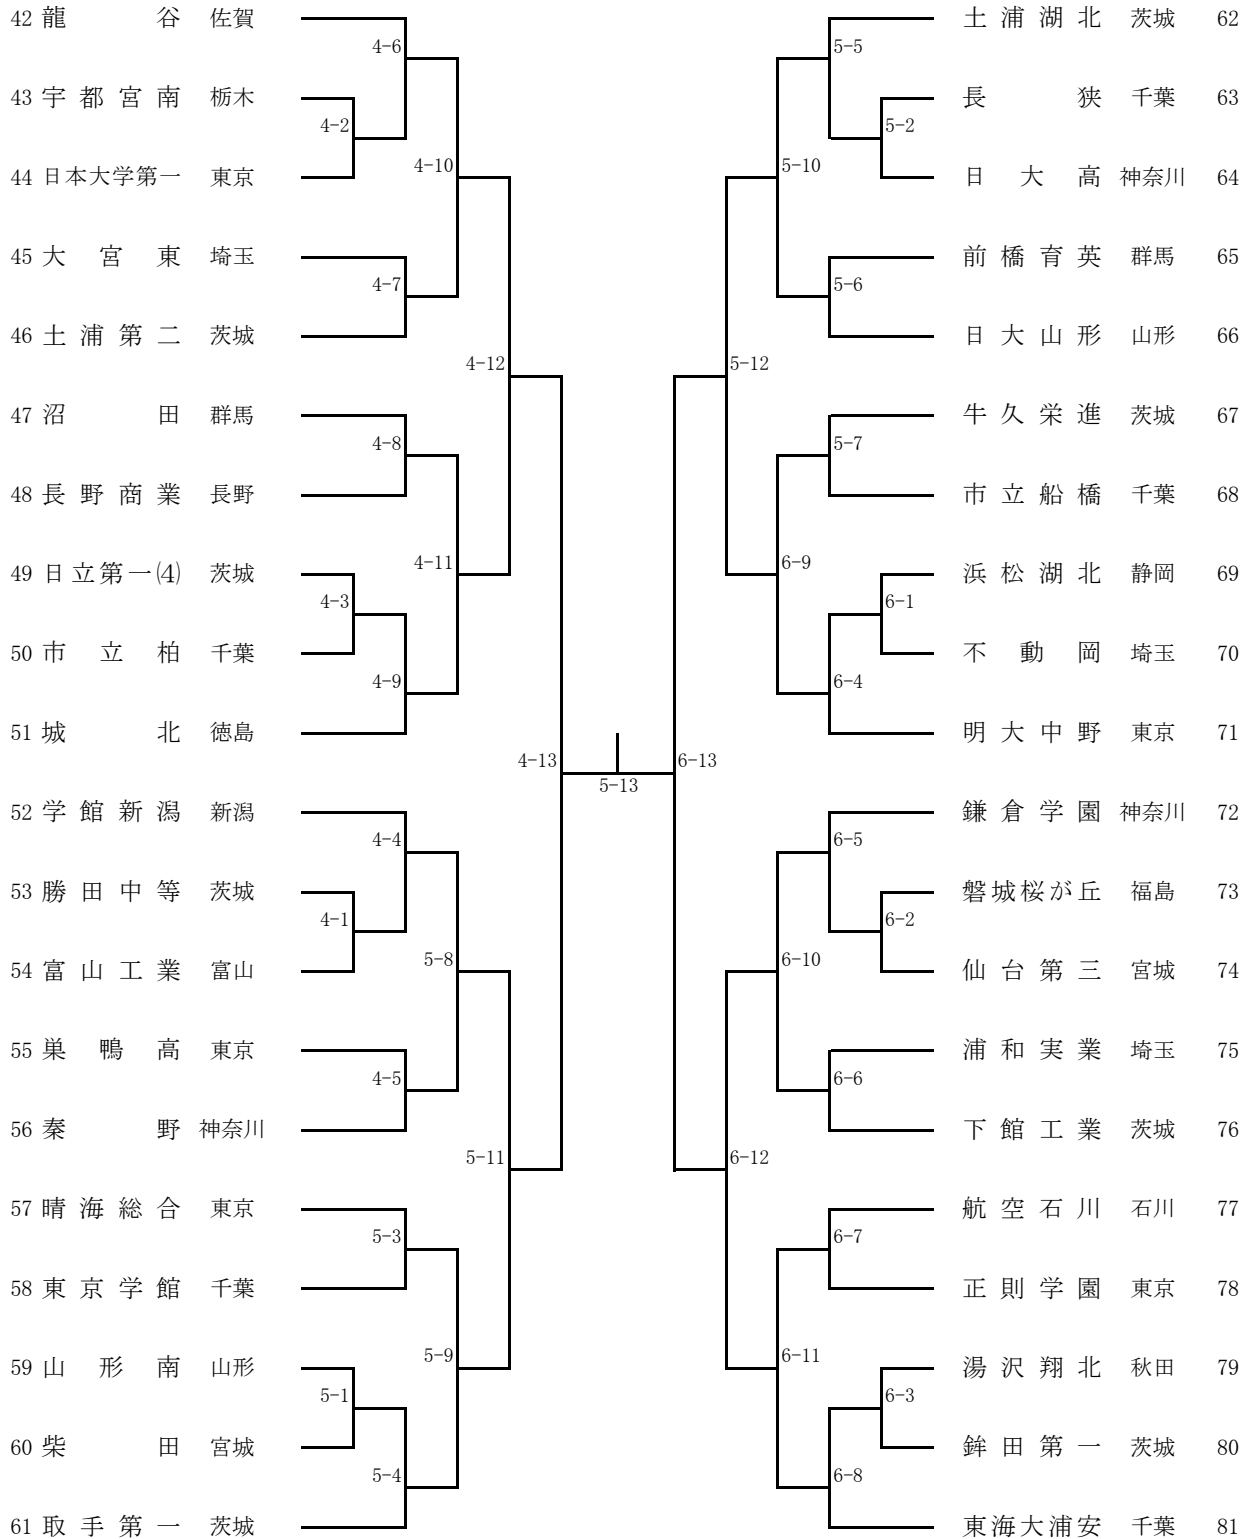 42 龍谷 佐賀
4-6
43 宇都宮南 栃木
4-2
44 日本大学第一 東京
4-10
45 大宮東 埼玉
4-7
46 土浦第二 茨城
4-12
47 沼田 群馬
4-8
48 長野商業 長野
4-11
49 日立第一⑷ 茨城
4-3
50 市立柏 千葉
4-9
51 城北 徳島
4-13
52 学館新潟 新潟
4-4
53 勝田中等 茨城
4-1
54 富山工業 富山
5-8
55 巣鴨高 東京
4-5
56 秦野 神奈川
5-11
57 晴海総合 東京
5-3
58 東京学館 千葉
5-9
59 山形南 山形
5-1
60 柴田 宮城
5-4
61 取手第一 茨城
5-13
土浦湖北 茨城 62
5-5
長狭 千葉 63
5-2
日大高 神奈川 64
5-10
前橋育英 群馬 65
5-6
日大山形 山形 66
5-12
牛久栄進 茨城 67
5-7
市立船橋 千葉 68
6-9
浜松湖北 静岡 69
6-1
不動岡 埼玉 70
6-4
明大中野 東京 71
6-13
鎌倉学園 神奈川 72
6-5
磐城桜が丘 福島 73
6-2
仙台第三 宮城 74
6-10
浦和実業 埼玉 75
6-6
下館工業 茨城 76
6-12
航空石川 石川 77
6-7
正則学園 東京 78
6-11
湯沢翔北 秋田 79
6-3
鉾田第一 茨城 80
6-8
東海大浦安 千葉 81